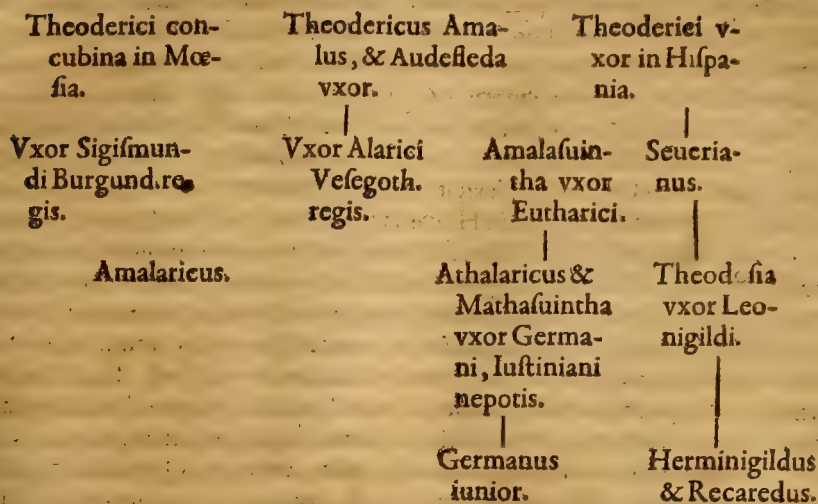 Theoderici con-
cubina in Mœ-
ſia.
Theodericus Ama-
lus, & Audefleda
vxor.
Theoderici v-
xor in Hiſpa-
nia.
Vxor Sigiſmun-
di Burgund.re
gis.
Vxor Alarici
Veſegoth.
regis.
Amalaſuin-
tha vxor
Eutharici.
Seueria-
nus.
Amalaricus.
Athalaricus &
Mathaſuintha
vxor Germa-
ni, Iuſtiniani
nepotis.
Theodoſia
vxor Leo-
nigildi.
Germanus
iunior.
Herminigildus
& Recaredus.